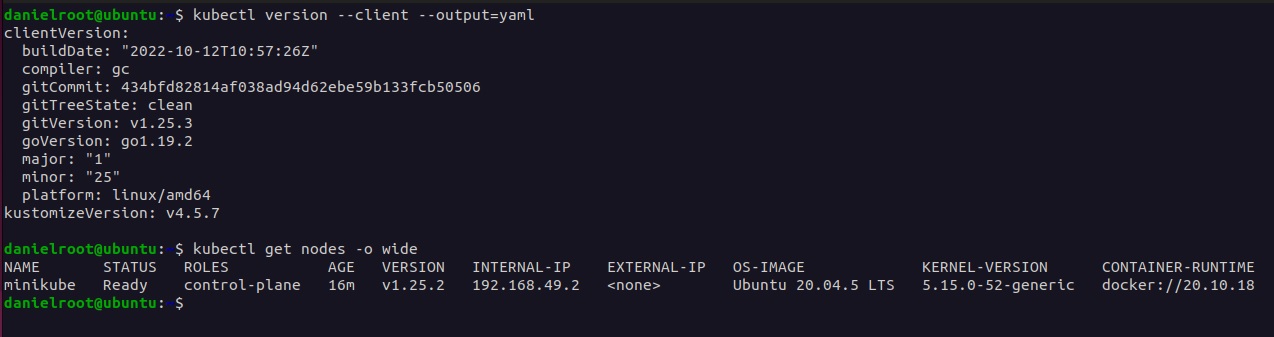 danielroot@ubuntu:~$ kubectl version --client --output=yaml
clientVersion:
  buildDate: "2022-10-12T10:57:26Z"
  compiler: gc
  gitCommit: 434bfd82814af038ad94d62ebe59b133fcb50506
  gitTreeState: clean
  gitVersion: v1.25.3
  goVersion: go1.19.2
  major: "1"
  minor: "25"
  platform: linux/amd64
kustomizeVersion: v4.5.7

danielroot@ubuntu:~$ kubectl get nodes -o wide
NAME       STATUS   ROLES           AGE   VERSION   INTERNAL-IP    EXTERNAL-IP   OS-IMAGE             KERNEL-VERSION      CONTAINER-RUNTIME
minikube   Ready    control-plane   16m   v1.25.2   192.168.49.2   <none>        Ubuntu 20.04.5 LTS   5.15.0-52-generic   docker://20.10.18
danielroot@ubuntu:~$